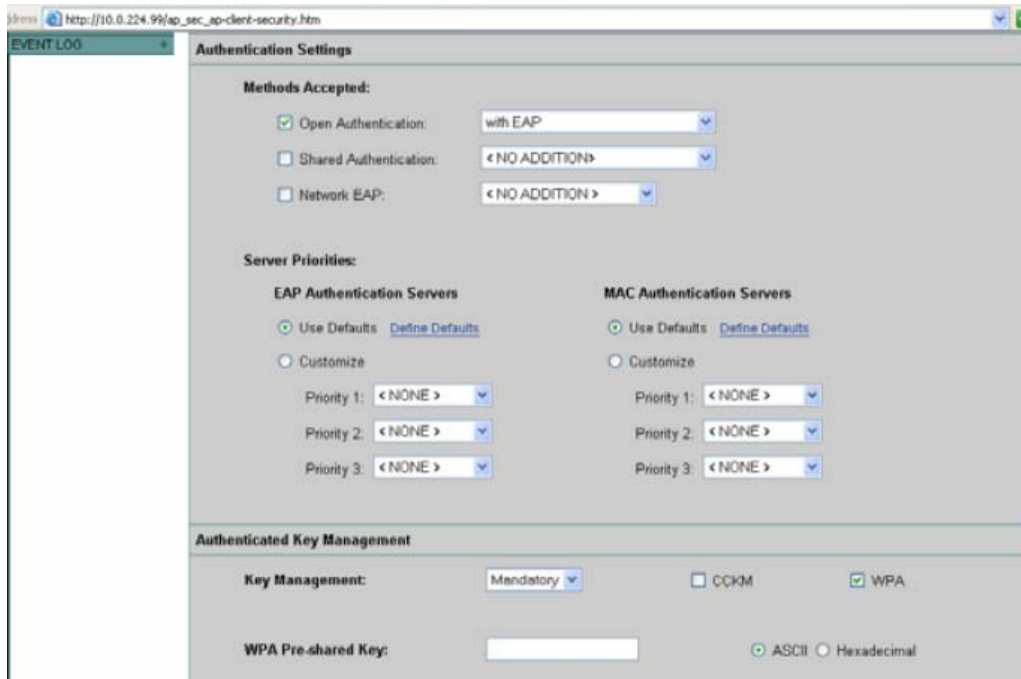 http://10.0.224.99/ap_sec_ap-client-security.htm
EVENT LOG +
Authentication Settings
Methods Accepted:
Open Authentication: with EAP
Shared Authentication: < NO ADDITION>
Network EAP: < NO ADDITION >
Server Priorities:
EAP Authentication Servers MAC Authentication Servers
Use Defaults Define Defaults Use Defaults Define Defaults
Customize Customize
Priority 1: < NONE > Priority 1: < NONE >
Priority 2: < NONE > Priority 2: < NONE >
Priority 3: < NONE > Priority 3: < NONE >
Authenticated Key Management
Key Management: Mandatory CCKM WPA
WPA Pre-shared Key: ASCII Hexadecimal